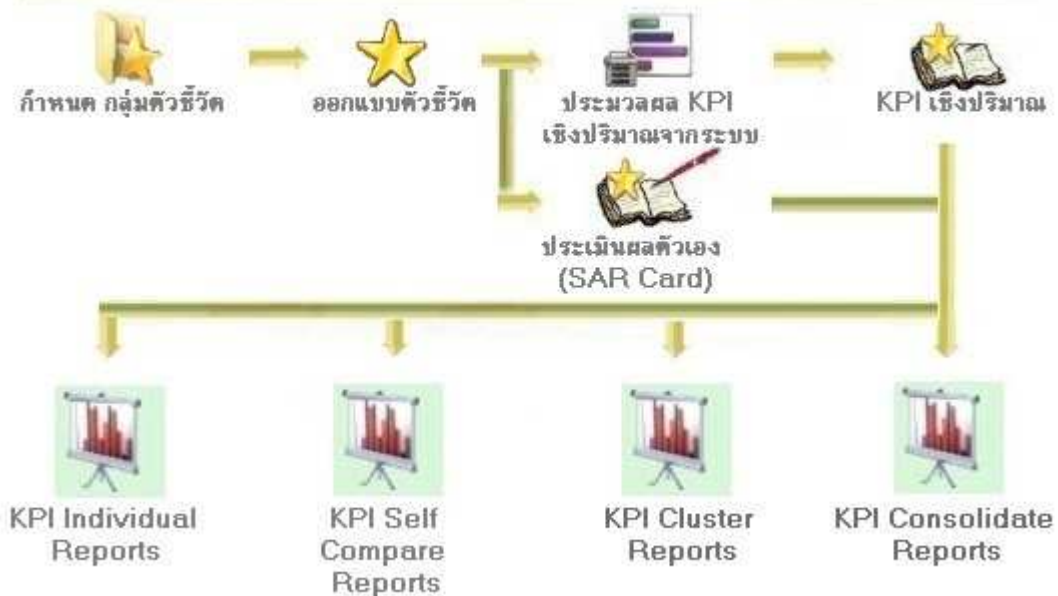 กำหนด กลุ่มตัวชี้วัด
ออกแบบตัวชี้วัด
ประมวลผล KPI
เชิงปริมาณจากระบบ
KPI เชิงปริมาณ
ประเมินผลตัวเอง
(SAR Card)
KPI Individual
Reports
KPI Self
Compare
Reports
KPI Cluster
Reports
KPI Consolidate
Reports